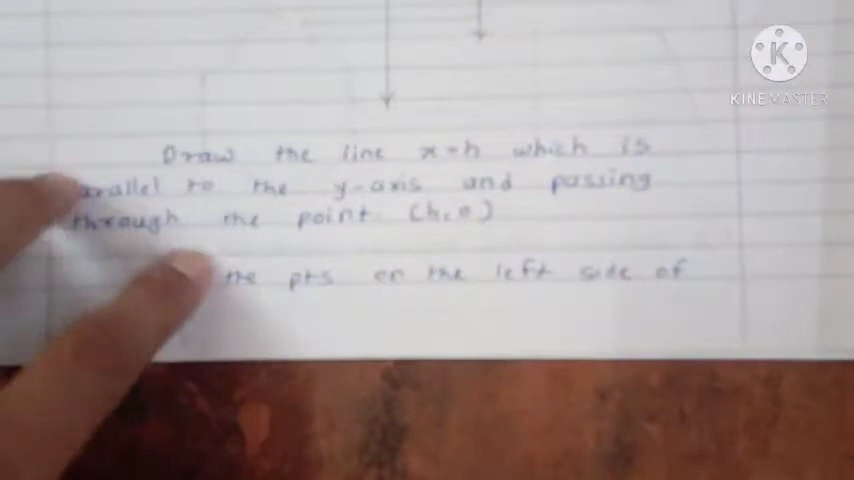 K
KINEMASTER
Draw the line x=h which is
arallel to the y-axis and passing
through the point (h,0)
the pts on the left side of